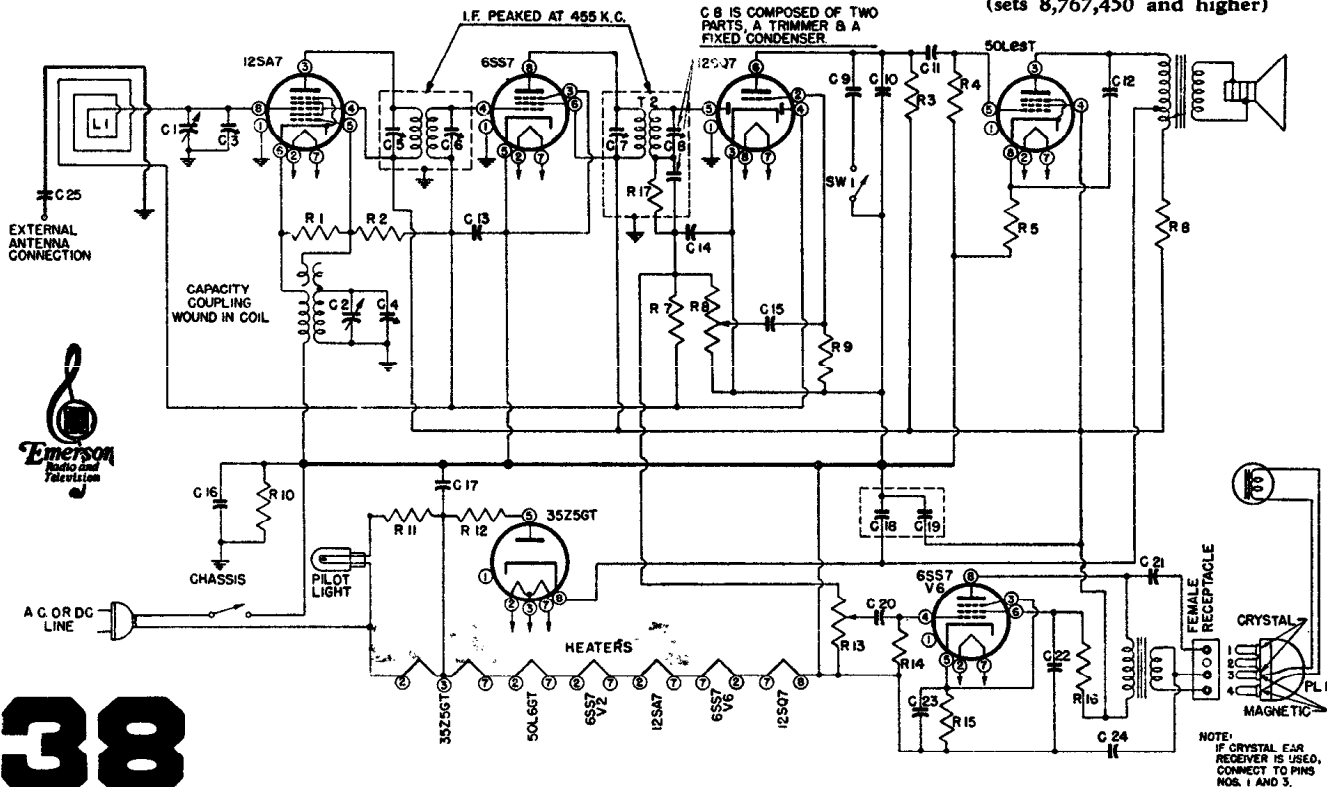 (sets 8,767,450 and higher)
I.F. PEAKED AT 455 K.C.
C 8 IS COMPOSED OF TWO
PARTS, A TRIMMER & A
FIXED CONDENSER.
12SA7
6SS7
12SQ7
50L6GT
L1
C1
C3
C5
C6
T2
C7
C8
C9
C10
C11
R3
R4
C12
C25
EXTERNAL
ANTENNA
CONNECTION
R1
R2
C13
R17
C14
SW1
R5
R8
CAPACITY
COUPLING
WOUND IN COIL
C2
C4
R7
R8
C15
R9
Emerson
Radio and
Television
C16
R10
C17
35Z5GT
R11
R12
C18
C19
CHASSIS
PILOT
LIGHT
A C. OR DC
LINE
HEATERS
35Z5GT
50L6GT
6SS7
V2
12SA7
6SS7
V6
12SQ7
R13
C20
R14
6SS7
V6
C23
R15
C22
R16
C21
C24
FEMALE
RECEPTACLE
CRYSTAL
1
2
3
4
MAGNETIC
NOTE:
IF CRYSTAL EAR
RECEIVER IS USED,
CONNECT TO PINS
NOS. 1 AND 3.
38